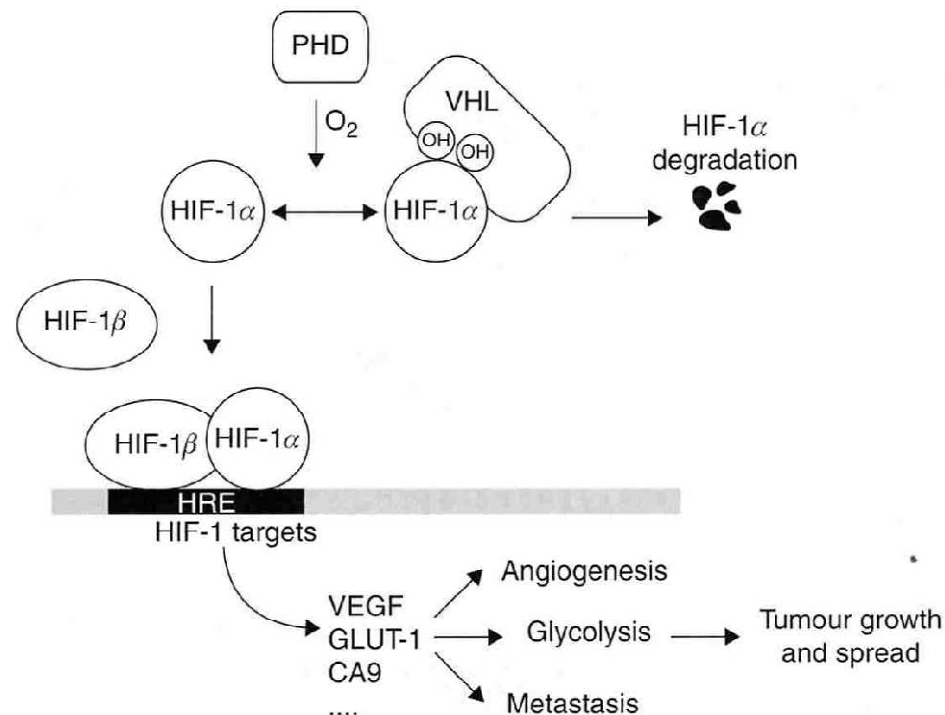 PHD
O₂
VHL
OH
OH
HIF-1α
HIF-1α
HIF-1α
degradation
HIF-1β
HIF-1β
HIF-1α
HRE
HIF-1 targets
VEGF
GLUT-1
CA9
....
Angiogenesis
Glycolysis
Metastasis
Tumour growth
and spread